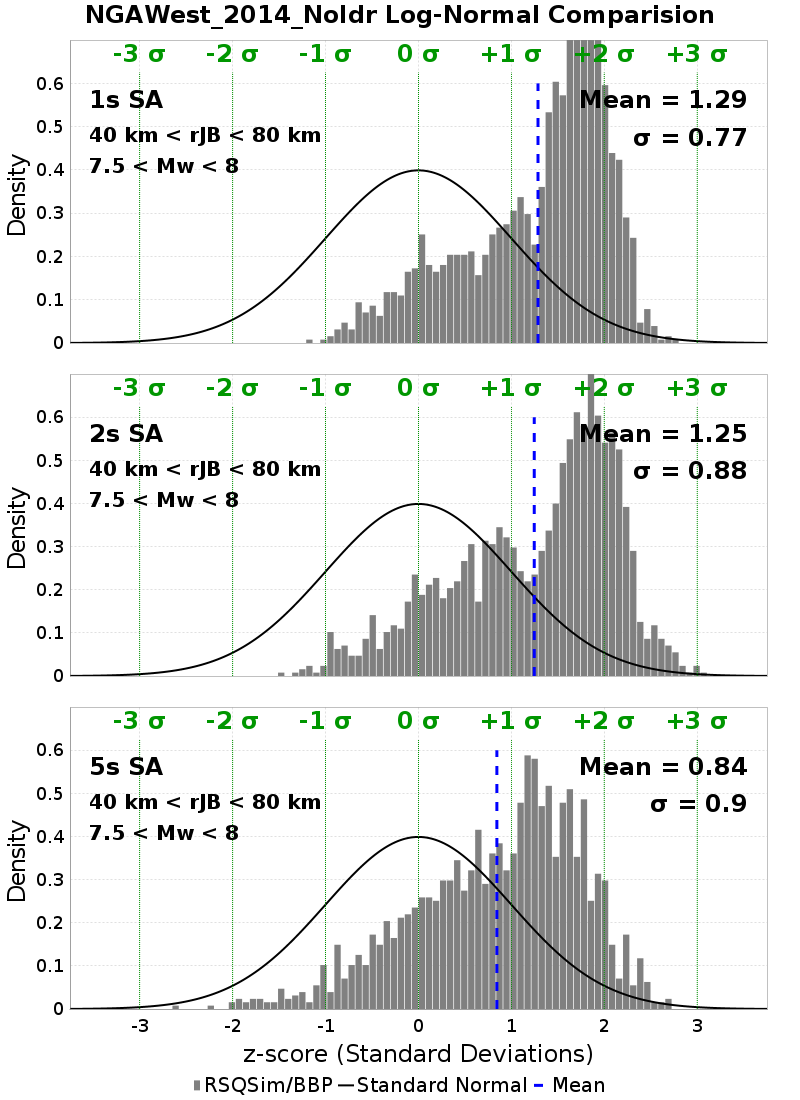 NGAWest_2014_NoIdr Log-Normal Comparision
-3 σ -2 σ -1 σ 0 σ +1 σ +2 σ +3 σ
1s SA
40 km < rJB < 80 km
7.5 < Mw < 8
Mean = 1.29
σ = 0.77
0.6
0.5
0.4
0.3
0.2
0.1
0
Density
-3 σ -2 σ -1 σ 0 σ +1 σ +2 σ +3 σ
2s SA
40 km < rJB < 80 km
7.5 < Mw < 8
Mean = 1.25
σ = 0.88
0.6
0.5
0.4
0.3
0.2
0.1
0
Density
-3 σ -2 σ -1 σ 0 σ +1 σ +2 σ +3 σ
5s SA
40 km < rJB < 80 km
7.5 < Mw < 8
Mean = 0.84
σ = 0.9
0.6
0.5
0.4
0.3
0.2
0.1
0
Density
-3 -2 -1 0 1 2 3
z-score (Standard Deviations)
RSQSim/BBP Standard Normal Mean